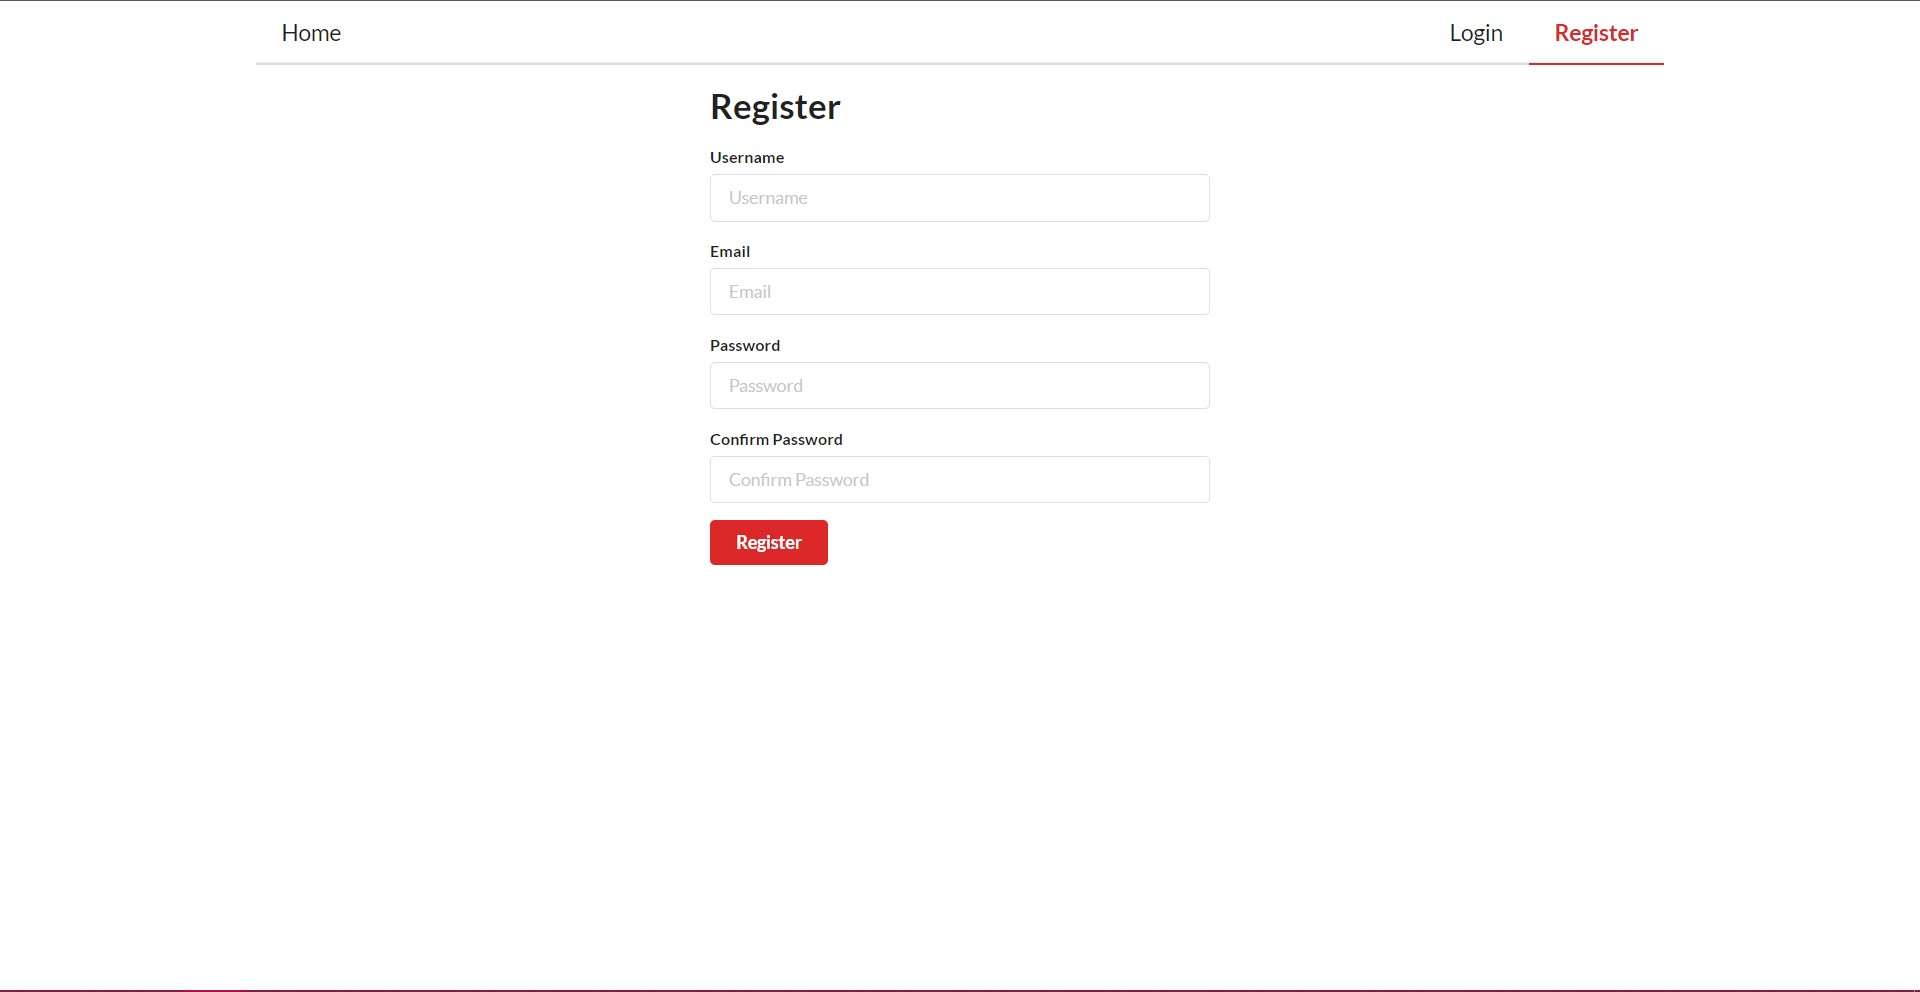 Home Login Register
Register
Username
Username
Email
Email
Password
Password
Confirm Password
Confirm Password
Register